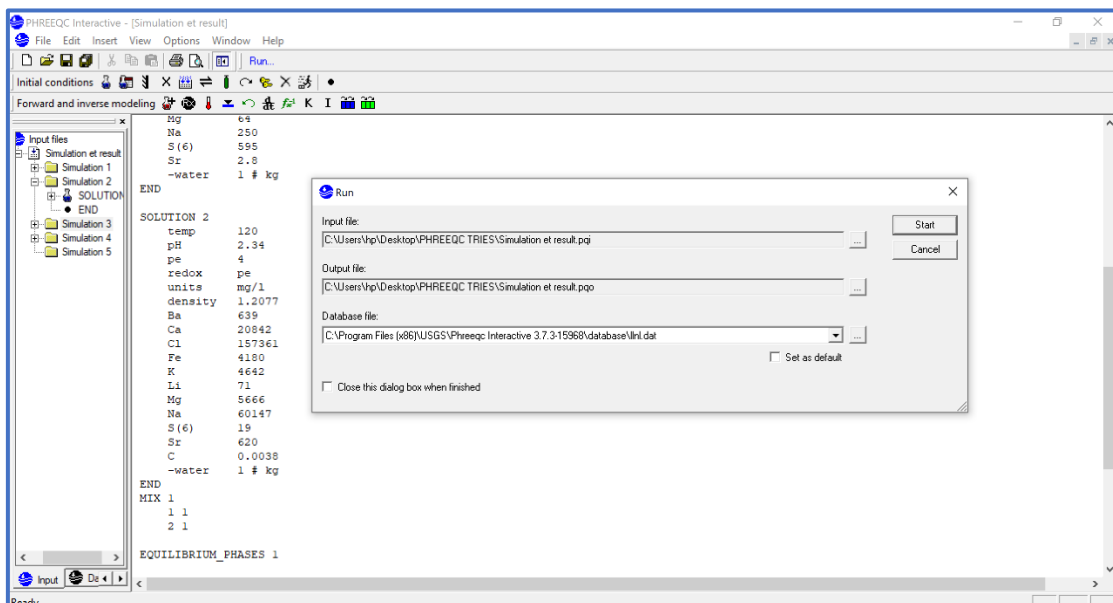 PHREEQC Interactive - [Simulation et result]
File Edit Insert View Options Window Help
Run...
Initial conditions
Forward and inverse modeling
K I
Input files
Simulation et result
Simulation 1
Simulation 2
SOLUTION
END
Simulation 3
Simulation 4
Simulation 5
Input
Da
Mg 64
Na 250
S(6) 595
Sr 2.8
-water 1 # kg
END
SOLUTION 2
temp 120
pH 2.34
pe 4
redox pe
units mg/l
density 1.2077
Ba 639
Ca 20842
Cl 157361
Fe 4180
K 4642
Li 71
Mg 5666
Na 60147
S(6) 19
Sr 620
C 0.0038
-water 1 # kg
END
MIX 1
1 1
2 1
EQUILIBRIUM_PHASES 1
Run
Input file:
C:\Users\hp\Desktop\PHREEQC TRIES\Simulation et result.pqi
...
Start
Cancel
Output file:
C:\Users\hp\Desktop\PHREEQC TRIES\Simulation et result.pqo
...
Database file:
C:\Program Files (x86)\USGS\Phreeqc Interactive 3.7.3-15968\database\llnl.dat
...
Set as default
Close this dialog box when finished
Ready